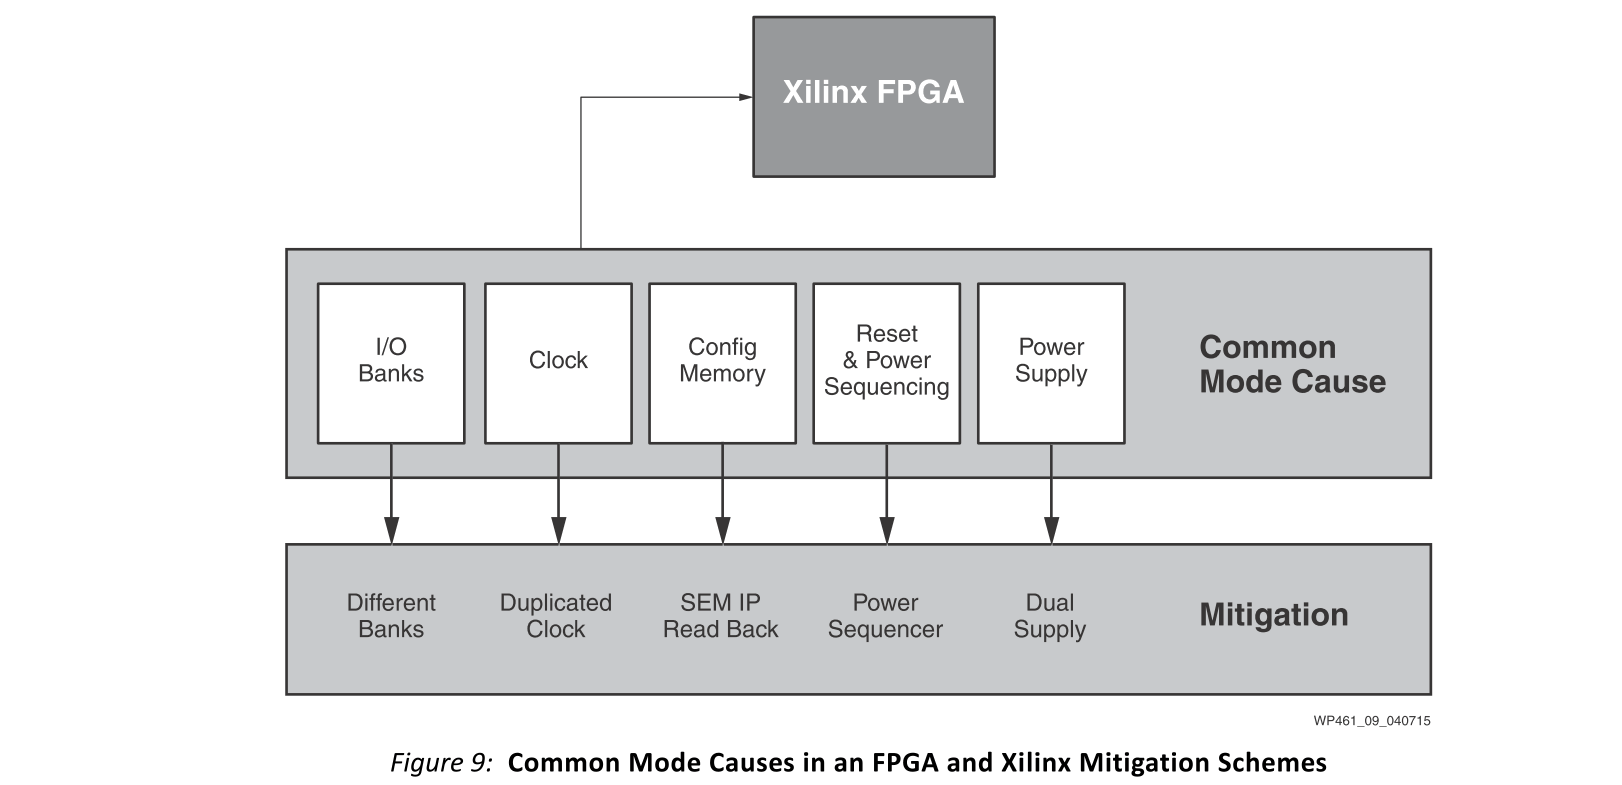 Xilinx FPGA
I/O
Banks
Clock
Config
Memory
Reset
& Power
Sequencing
Power
Supply
Common
Mode Cause
Different
Banks
Duplicated
Clock
SEM IP
Read Back
Power
Sequencer
Dual
Supply
Mitigation
WP461_09_040715
Figure 9: Common Mode Causes in an FPGA and Xilinx Mitigation Schemes